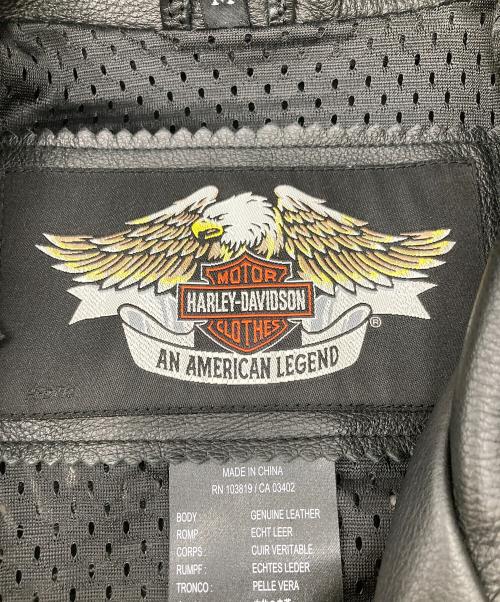 M
MOTOR
HARLEY-DAVIDSON
CLOTHES
®
AN AMERICAN LEGEND
MADE IN CHINA
RN 103819 / CA 03402
BODY : GENUINE LEATHER
ROMP : ECHT LEER
CORPS : CUIR VERITABLE
RUMPF : ECHTES LEDER
TRONCO : PELLE VERA